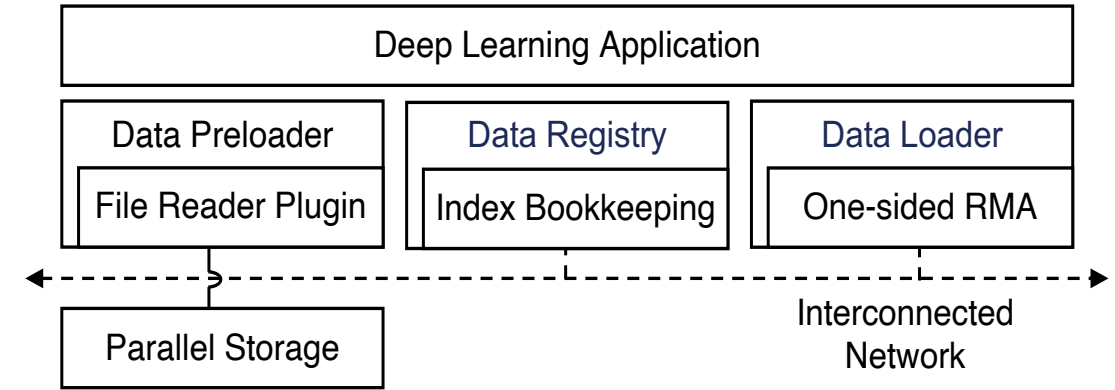 Deep Learning Application
Data Preloader
File Reader Plugin
Data Registry
Index Bookkeeping
Data Loader
One-sided RMA
Interconnected
Network
Parallel Storage